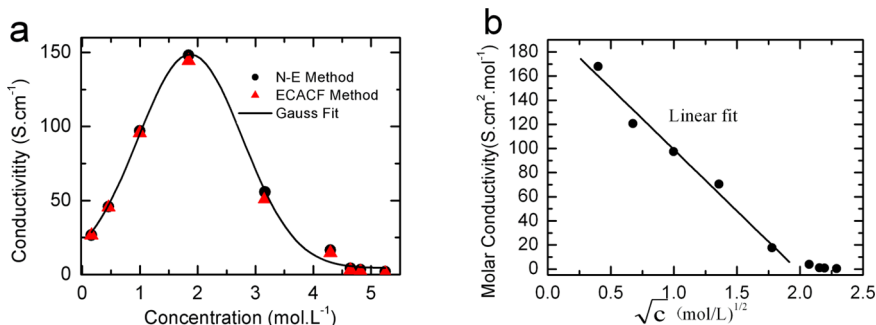 a
Conductivitity (S.cm⁻¹)
150
100
50
0
N-E Method
ECACF Method
Gauss Fit
0 1 2 3 4 5
Concentration (mol.L⁻¹)
b
Molar Conductivity(S.cm².mol⁻¹)
180
160
140
120
100
80
60
40
20
0
Linear fit
0.0 0.5 1.0 1.5 2.0 2.5
√c (mol/L)¹/²